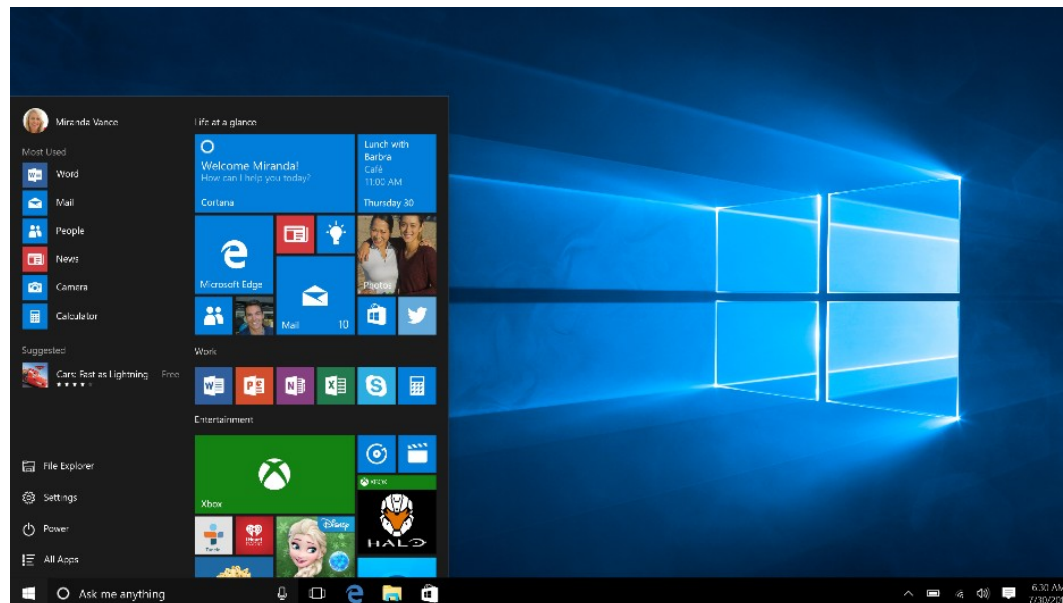 Miranda Vance
Most Used
Word
Mail
People
News
Camera
Calculator
Suggested
Cars: Fast as Lightning Free
File Explorer
Settings
Power
All Apps
Life at a glance
Welcome Miranda!
How can I help you today?
Cortana
Lunch with
Barbra
Café
11:00 AM
Thursday 30
Microsoft Edge
Mail 10
Photos
Work
Entertainment
Xbox
XBOX
Disney
iHeart
HALO
Ask me anything
6:30 AM